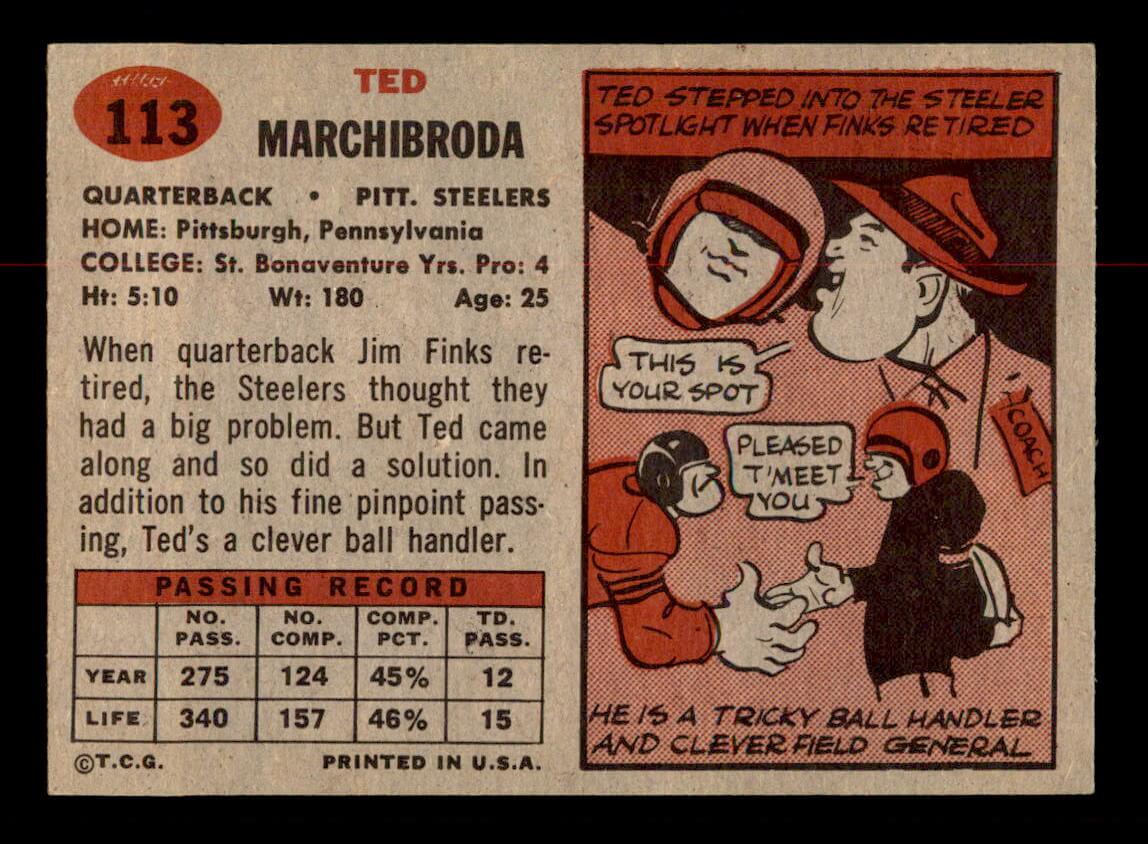 113
TED
MARCHIBRODA
QUARTERBACK • PITT. STEELERS
HOME: Pittsburgh, Pennsylvania
COLLEGE: St. Bonaventure Yrs. Pro: 4
Ht: 5:10 Wt: 180 Age: 25
When quarterback Jim Finks re-
tired, the Steelers thought they
had a big problem. But Ted came
along and so did a solution. In
addition to his fine pinpoint pass-
ing, Ted's a clever ball handler.
PASSING RECORD
NO. PASS. NO. COMP. COMP. PCT. TD. PASS.
YEAR 275 124 45% 12
LIFE 340 157 46% 15
©T.C.G. PRINTED IN U.S.A.
TED STEPPED INTO THE STEELER
SPOTLIGHT WHEN FINKS RETIRED
THIS IS
YOUR SPOT
COACH
PLEASED
T'MEET
YOU
HE IS A TRICKY BALL HANDLER
AND CLEVER FIELD GENERAL